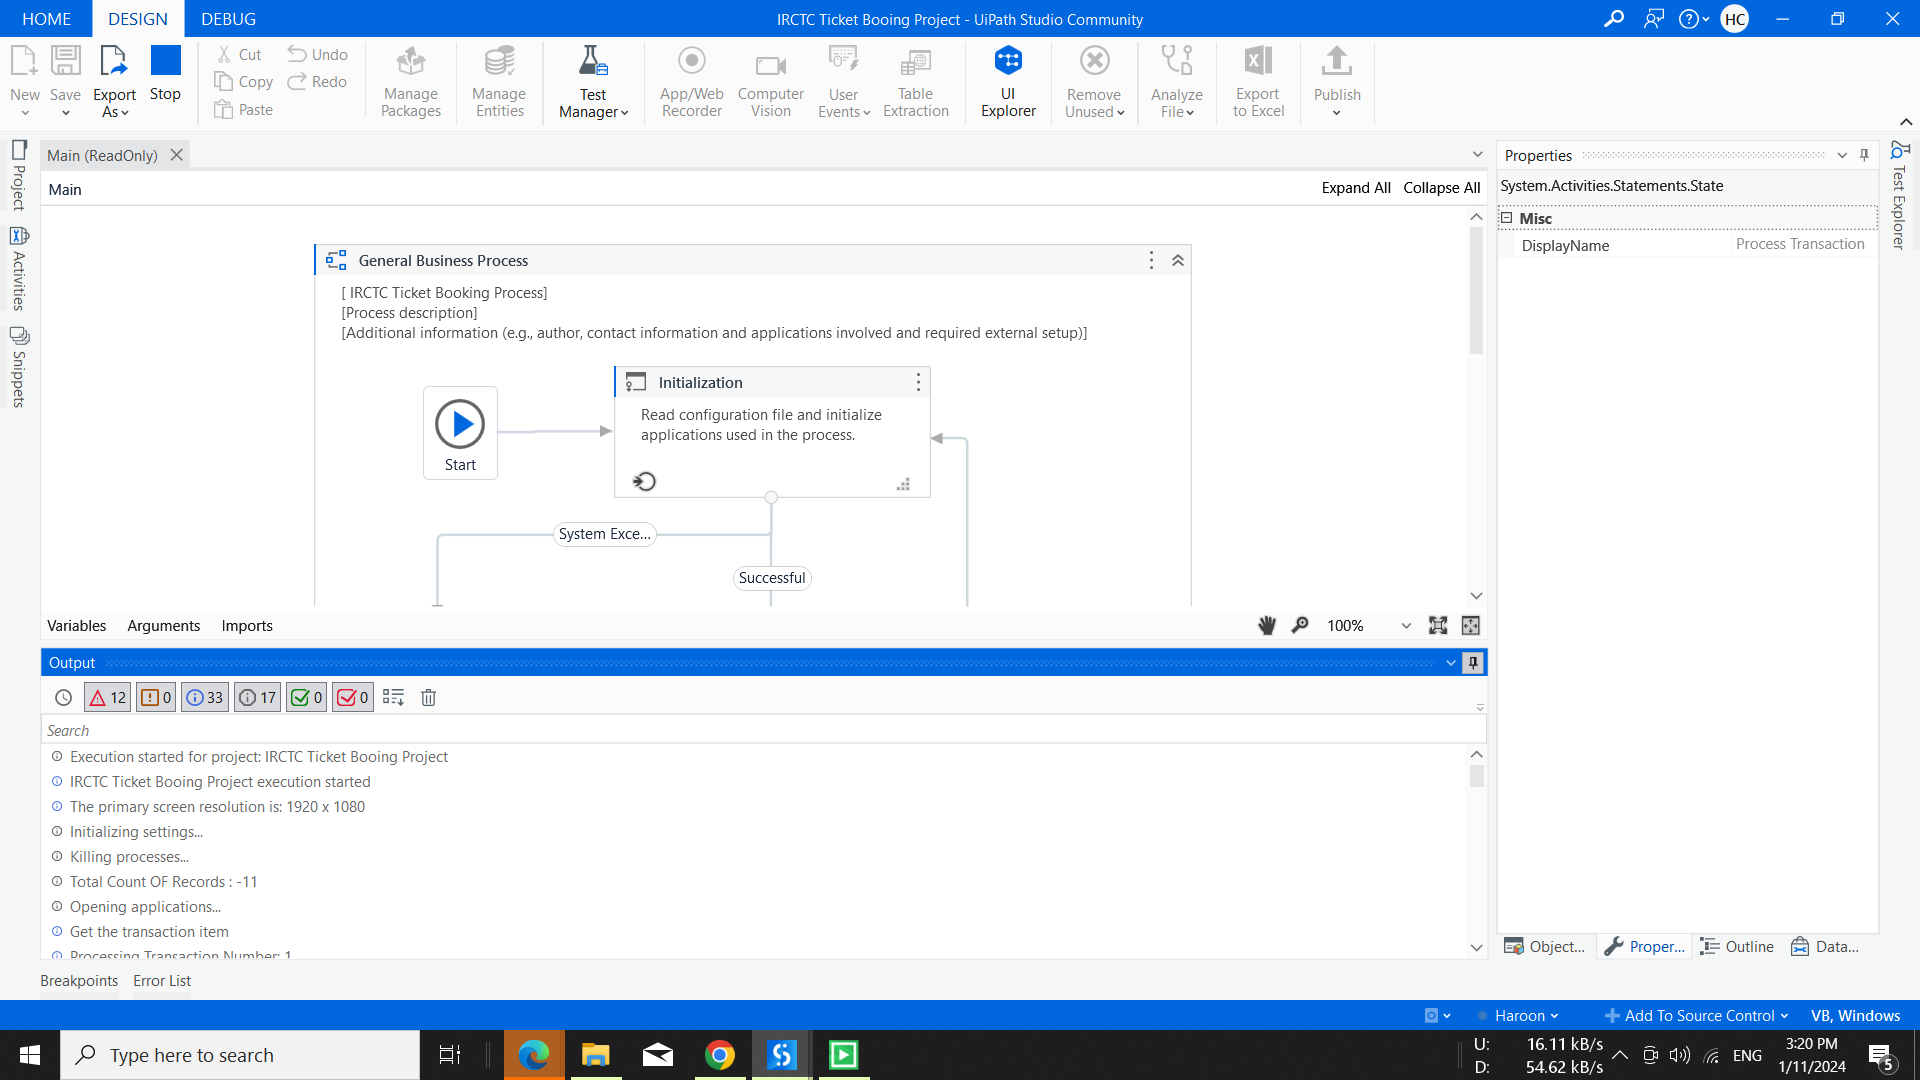 HOME DESIGN DEBUG IRCTC Ticket Booing Project - UiPath Studio Community HC
New Save Export As Stop Cut Copy Paste Undo Redo Manage Packages Manage Entities Test Manager App/Web Recorder Computer Vision User Events Table Extraction UI Explorer Remove Unused Analyze File Export to Excel Publish
Project
Activities
Snippets
Main (ReadOnly)
Main Expand All Collapse All
General Business Process
[ IRCTC Ticket Booking Process]
[Process description]
[Additional information (e.g., author, contact information and applications involved and required external setup)]
Initialization
Read configuration file and initialize
applications used in the process.
Start
System Exce...
Successful
Variables Arguments Imports 100%
Output
12 0 33 17 0 0
Search
Execution started for project: IRCTC Ticket Booing Project
IRCTC Ticket Booing Project execution started
The primary screen resolution is: 1920 x 1080
Initializing settings...
Killing processes...
Total Count OF Records : -11
Opening applications...
Get the transaction item
Processing Transaction Number: 1
Breakpoints Error List
Properties
System.Activities.Statements.State
Misc
DisplayName Process Transaction
Test Explorer
Object... Proper... Outline Data...
Haroon Add To Source Control VB, Windows
Type here to search
U: 16.11 kB/s
D: 54.62 kB/s
ENG
3:20 PM
1/11/2024
5